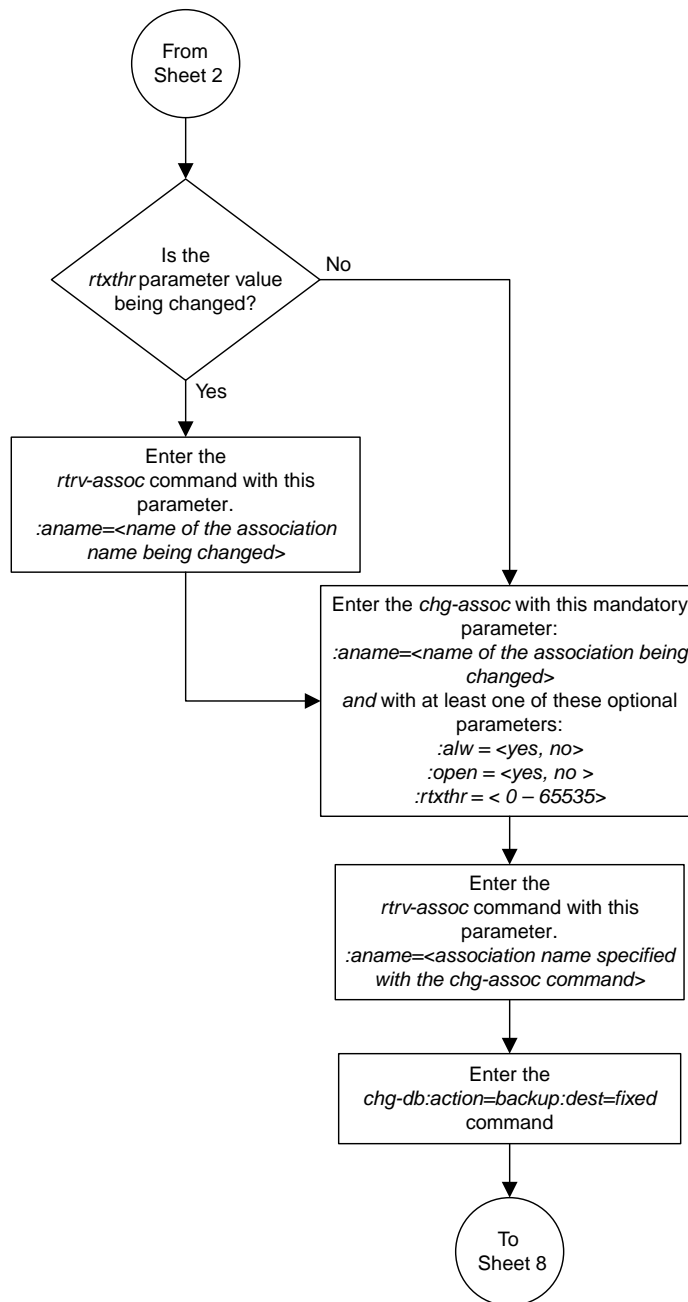 From
Sheet 2
Is the
rtxthr parameter value
being changed?
No
Yes
Enter the
rtrv-assoc command with this
parameter.
:aname=<name of the association
name being changed>
Enter the chg-assoc with this mandatory
parameter:
:aname=<name of the association being
changed>
and with at least one of these optional
parameters:
:alw = <yes, no>
:open = <yes, no >
:rtxthr = < 0 – 65535>
Enter the
rtrv-assoc command with this
parameter.
:aname=<association name specified
with the chg-assoc command>
Enter the
chg-db:action=backup:dest=fixed
command
To
Sheet 8